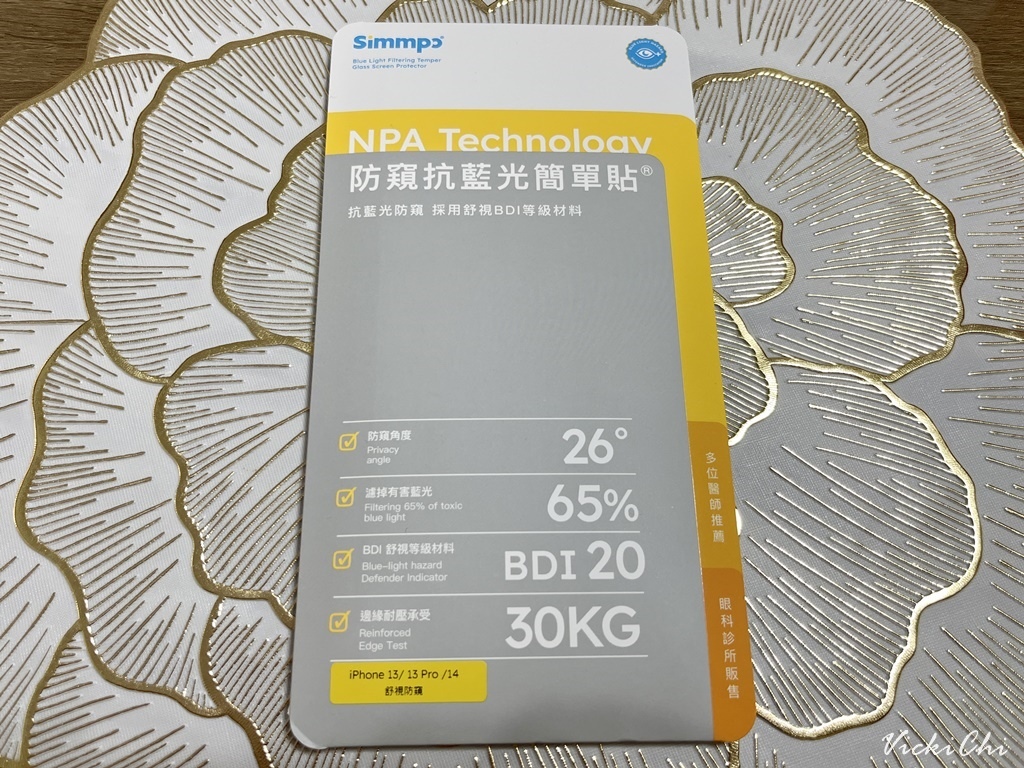 Simmpo
Blue Light Filtering Temper
Glass Screen Protector
NPA Technology
防窺抗藍光簡單貼®
抗藍光防窺 採用舒視BDI等級材料
防窺角度
Privacy
angle
26°
濾掉有害藍光
Filtering 65% of toxic
blue light
65%
BDI 舒視等級材料
Blue-light hazard
Defender Indicator
BDI 20
邊緣耐壓承受
Reinforced
Edge Test
30KG
iPhone 13/ 13 Pro /14
舒視防窺
多位醫師推薦
眼科診所販售
VickiChi